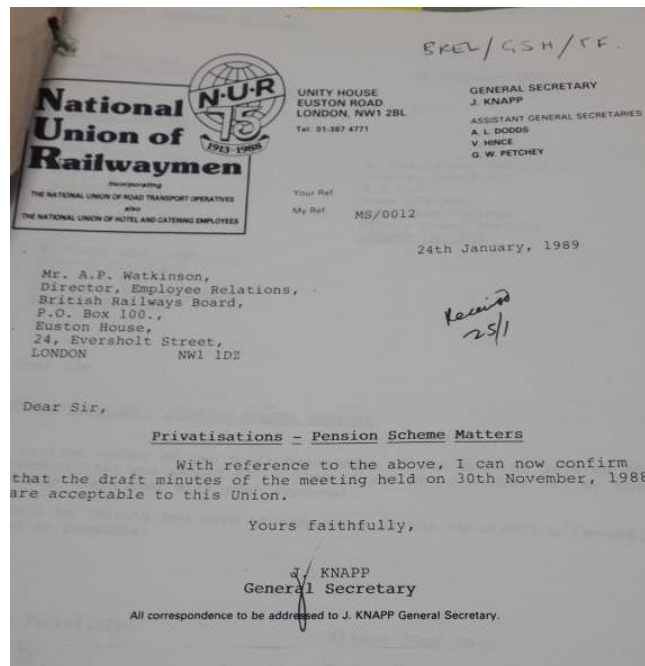 BREL/GSH/TF.
National
Union of
Railwaymen
N·U·R
75
1913-1988
incorporating
THE NATIONAL UNION OF ROAD TRANSPORT OPERATIVES
also
THE NATIONAL UNION OF HOTEL AND CATERING EMPLOYEES
UNITY HOUSE
EUSTON ROAD
LONDON, NW1 2BL
Tel: 01-387 4771
GENERAL SECRETARY
J. KNAPP
ASSISTANT GENERAL SECRETARIES
A. L. DODDS
V. HINCE
G. W. PETCHEY
Your Ref
My Ref MS/0012
24th January, 1989
Mr. A.P. Watkinson,
Director, Employee Relations,
British Railways Board,
P.O. Box 100.,
Euston House,
24, Eversholt Street,
LONDON NW1 1DZ
Received
25/1
Dear Sir,
Privatisations - Pension Scheme Matters
With reference to the above, I can now confirm
that the draft minutes of the meeting held on 30th November, 1988
are acceptable to this Union.
Yours faithfully,
J. KNAPP
General Secretary
All correspondence to be addressed to J. KNAPP General Secretary.